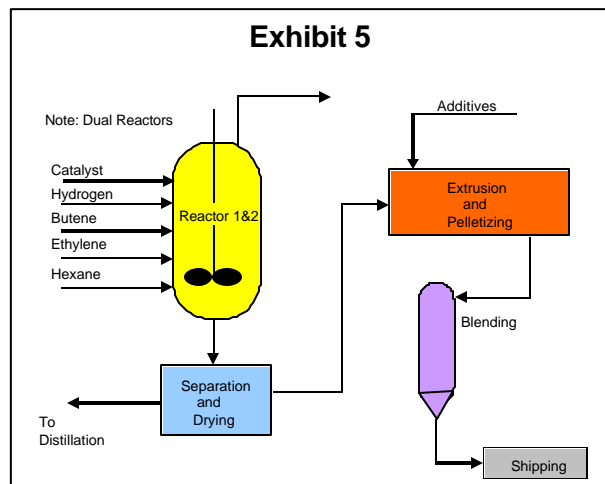 Exhibit 5
Note: Dual Reactors
Additives
Catalyst
Hydrogen
Butene
Ethylene
Hexane
Reactor 1&2
Extrusion
and
Pelletizing
Blending
Separation
and
Drying
To
Distillation
Shipping